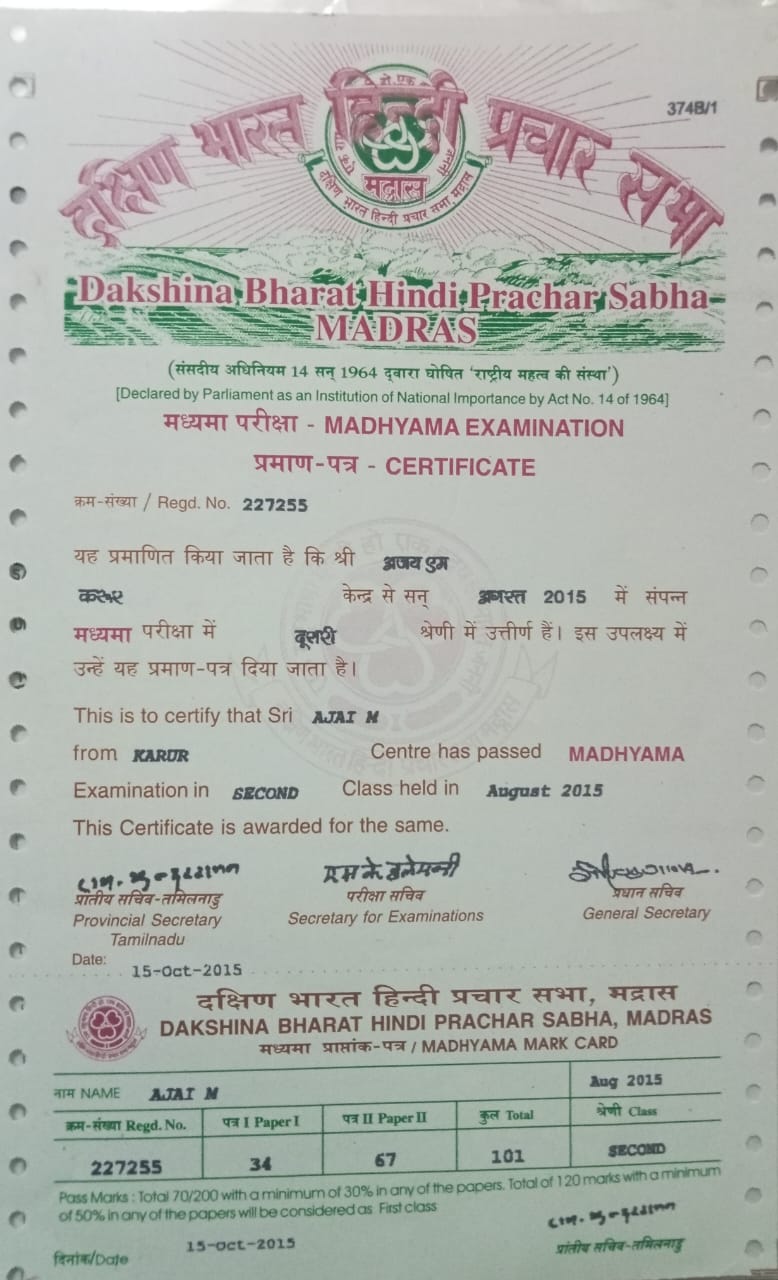 374B/1
दक्षिण भारत हिन्दी प्रचार सभा
मद्रास
दक्षिण भारत हिन्दी प्रचार सभा, मद्रास
Dakshina Bharat Hindi Prachar Sabha
MADRAS
(संसदीय अधिनियम 14 सन् 1964 द्वारा घोषित ‘राष्ट्रीय महत्व की संस्था’)
[Declared by Parliament as an Institution of National Importance by Act No. 14 of 1964]
मध्यमा परीक्षा - MADHYAMA EXAMINATION
प्रमाण-पत्र - CERTIFICATE
क्रम-संख्या / Regd. No. 227255
यह प्रमाणित किया जाता है कि श्री अजय एम
करूर केन्द्र से सन् अगस्त 2015 में संपन्न
मध्यमा परीक्षा में दूसरी श्रेणी में उत्तीर्ण हैं। इस उपलक्ष्य में
उन्हें यह प्रमाण-पत्र दिया जाता है।
This is to certify that Sri AJAI M
from KARUR Centre has passed MADHYAMA
Examination in SECOND Class held in August 2015
This Certificate is awarded for the same.
प्रांतीय सचिव-तमिलनाडु परीक्षा सचिव प्रधान सचिव
Provincial Secretary Secretary for Examinations General Secretary
Tamilnadu
Date: 15-Oct-2015
दक्षिण भारत हिन्दी प्रचार सभा, मद्रास
DAKSHINA BHARAT HINDI PRACHAR SABHA, MADRAS
मध्यमा प्राप्तांक-पत्र / MADHYAMA MARK CARD
नाम NAME AJAI M Aug 2015
क्रम-संख्या Regd. No. पत्र I Paper I पत्र II Paper II कुल Total श्रेणी Class
227255 34 67 101 SECOND
Pass Marks : Total 70/200 with a minimum of 30% in any of the papers. Total of 120 marks with a minimum
of 50% in any of the papers will be considered as First class
दिनांक/Date 15-Oct-2015 प्रांतीय सचिव-तमिलनाडु